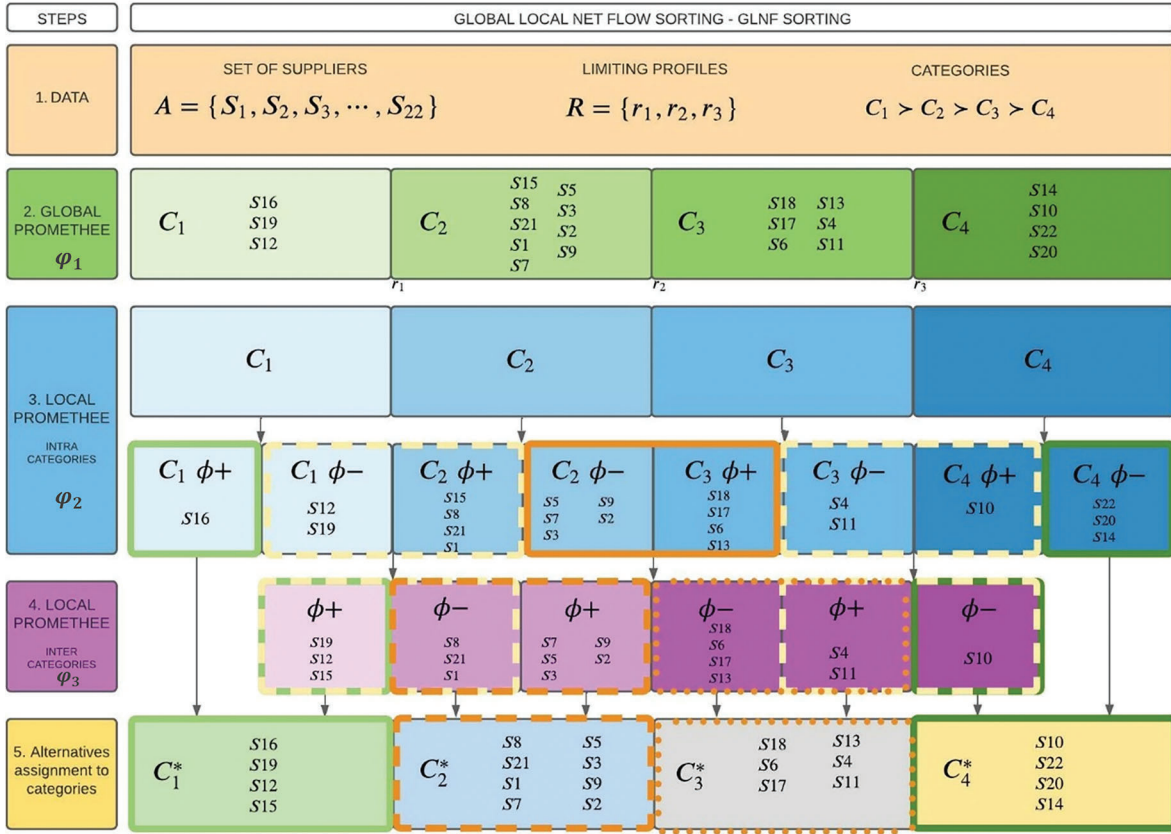 STEPS
GLOBAL LOCAL NET FLOW SORTING - GLNF SORTING
1. DATA
SET OF SUPPLIERS
A = {S1, S2, S3, ⋯, S22}
LIMITING PROFILES
R = {r1, r2, r3}
CATEGORIES
C1 ≻ C2 ≻ C3 ≻ C4
2. GLOBAL
PROMETHEE
φ1
C1
S16
S19
S12
C2
S15
S8
S21
S1
S7
S5
S3
S2
S9
C3
S18
S17
S6
S13
S4
S11
C4
S14
S10
S22
S20
r1
r2
r3
3. LOCAL
PROMETHEE
INTRA
CATEGORIES
φ2
C1
C2
C3
C4
C1 ϕ+
S16
C1 ϕ−
S12
S19
C2 ϕ+
S15
S8
S21
S1
C2 ϕ−
S5
S7
S3
S9
S2
C3 ϕ+
S18
S17
S6
S13
C3 ϕ−
S4
S11
C4 ϕ+
S10
C4 ϕ−
S22
S20
S14
4. LOCAL
PROMETHEE
INTER
CATEGORIES
φ3
ϕ+
S19
S12
S15
ϕ−
S8
S21
S1
ϕ+
S7
S5
S3
S9
S2
ϕ−
S18
S6
S17
S13
ϕ+
S4
S11
ϕ−
S10
5. Alternatives
assignment to
categories
C1*
S16
S19
S12
S15
C2*
S8
S21
S1
S7
S5
S3
S9
S2
C3*
S18
S6
S17
S13
S4
S11
C4*
S10
S22
S20
S14